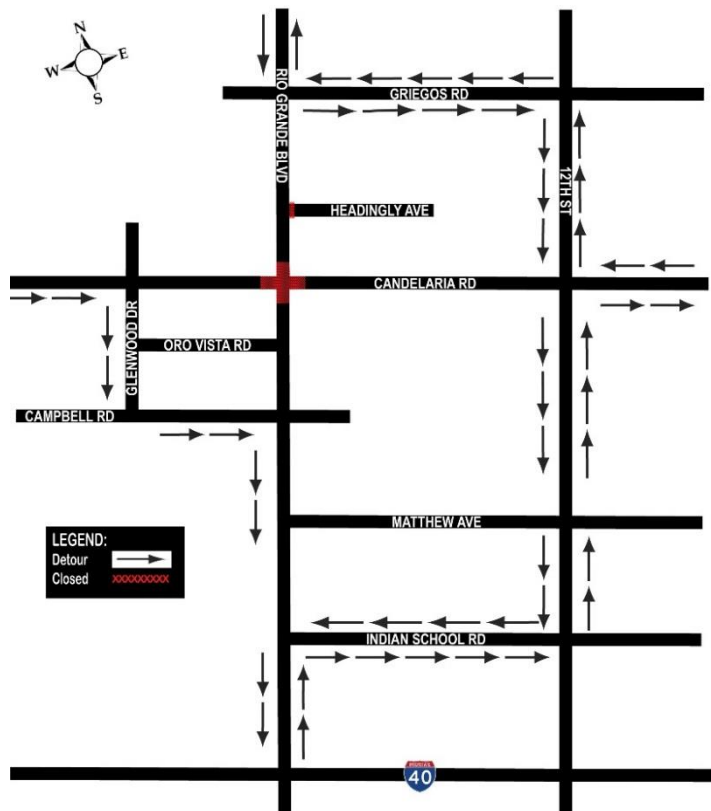 N
W E
S
RIO GRANDE BLVD
GRIEGOS RD
12TH ST
HEADINGLY AVE
CANDELARIA RD
GLENWOOD DR
ORO VISTA RD
CAMPBELL RD
MATTHEW AVE
LEGEND:
Detour
Closed XXXXXXXXX
INDIAN SCHOOL RD
40